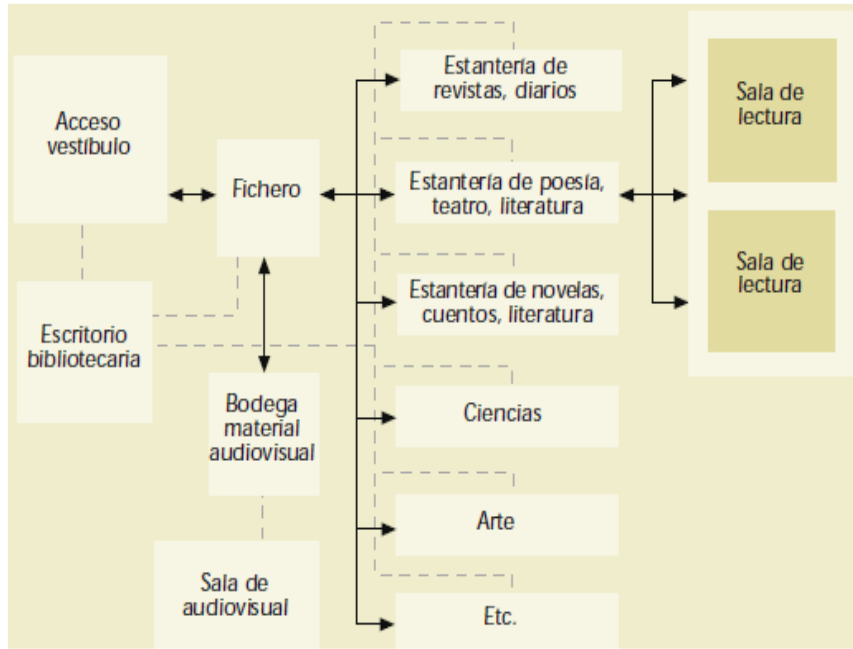 Acceso
vestíbulo
Fichero
Escritorio
bibliotecaria
Bodega
material
audiovisual
Sala de
audiovisual
Estantería de
revistas, diarios
Estantería de poesía,
teatro, literatura
Estantería de novelas,
cuentos, literatura
Ciencias
Arte
Etc.
Sala de
lectura
Sala de
lectura